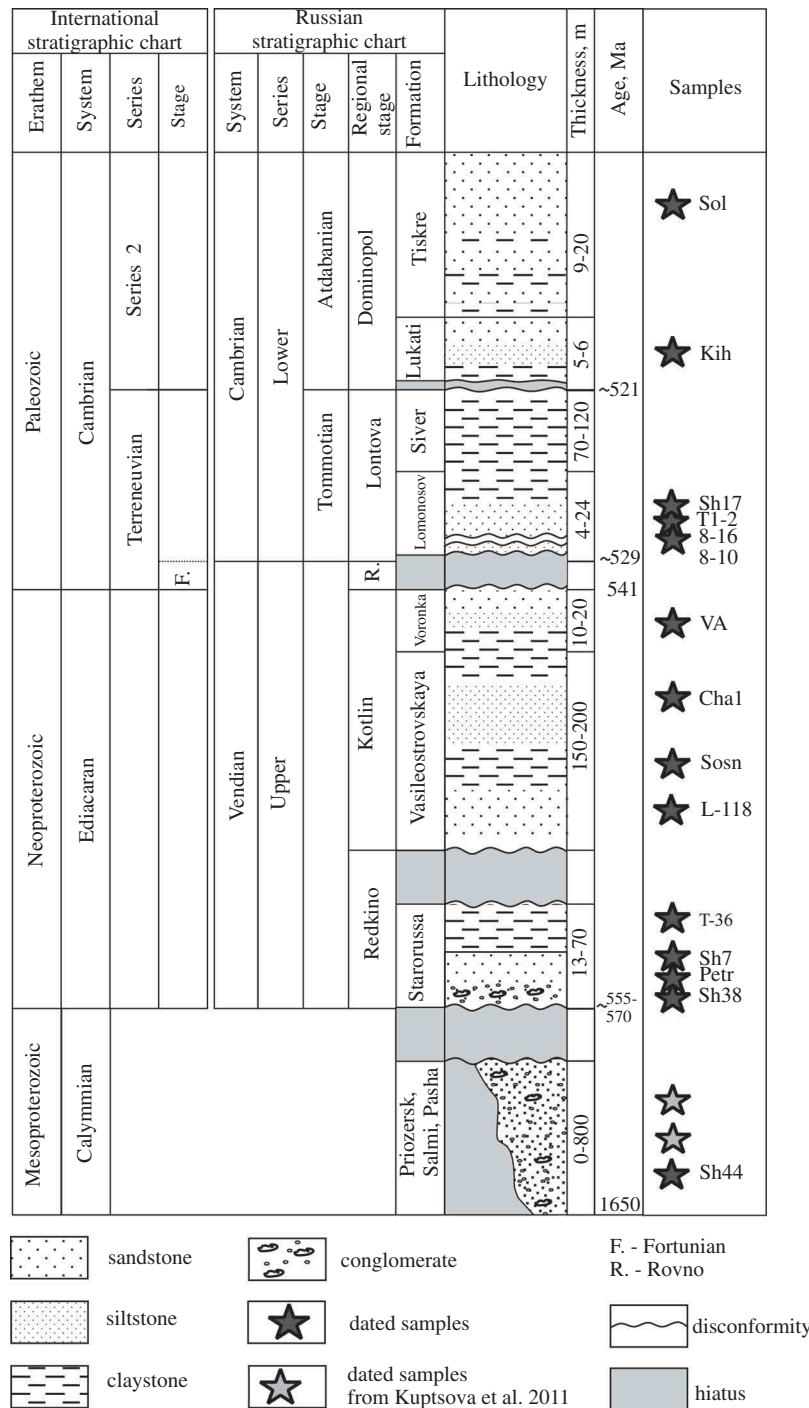 International
stratigraphic chart
Russian
stratigraphic chart
Erathem
System
Series
Stage
System
Series
Stage
Regional
stage
Formation
Lithology
Thickness, m
Age, Ma
Samples
Paleozoic
Cambrian
Series 2
Terreneuvian
F.
Cambrian
Lower
Atdabanian
Tommotian
Dominopol
Lontova
R.
Tiskre
Lukati
Siver
Lomonosov
9-20
5-6
70-120
4-24
~521
~529
541
Sol
Kih
Sh17
T1-2
8-16
8-10
Neoproterozoic
Ediacaran
Vendian
Upper
Kotlin
Redkino
Voronka
Vasileostrovskaya
Starorussa
10-20
150-200
13-70
~555-
570
VA
Cha1
Sosn
L-118
T-36
Sh7
Petr
Sh38
Mesoproterozoic
Calymmian
Priozersk,
Salmi, Pasha
0-800
1650
Sh44
sandstone
siltstone
claystone
conglomerate
dated samples
dated samples
from Kuptsova et al. 2011
F. - Fortunian
R. - Rovno
disconformity
hiatus